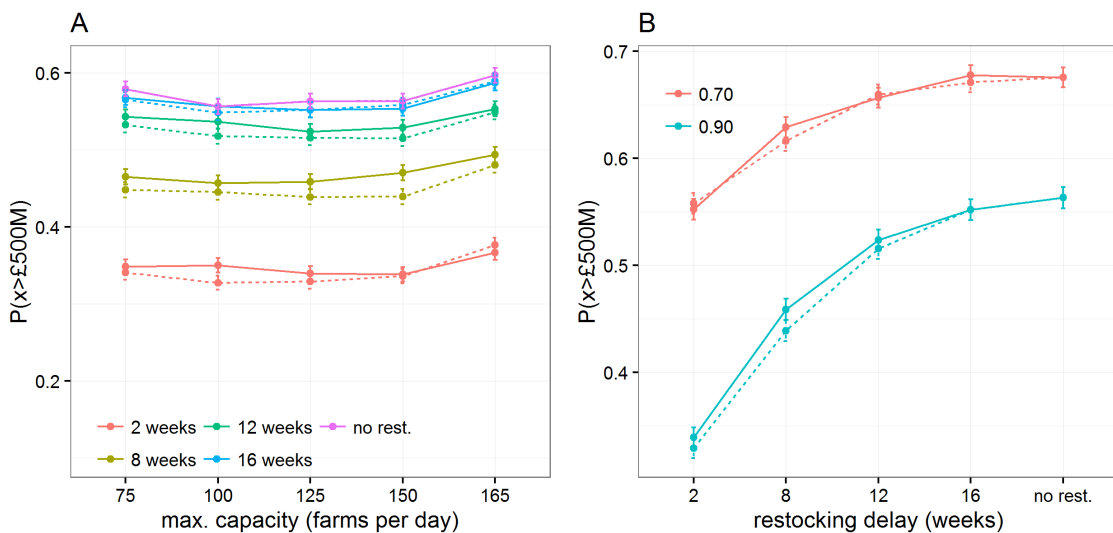 A
P(x>£500M)
0.6
0.4
0.2
2 weeks 12 weeks no rest.
8 weeks 16 weeks
75 100 125 150 165
max. capacity (farms per day)
B
P(x>£500M)
0.7
0.6
0.5
0.4
0.70
0.90
2 8 12 16 no rest.
restocking delay (weeks)